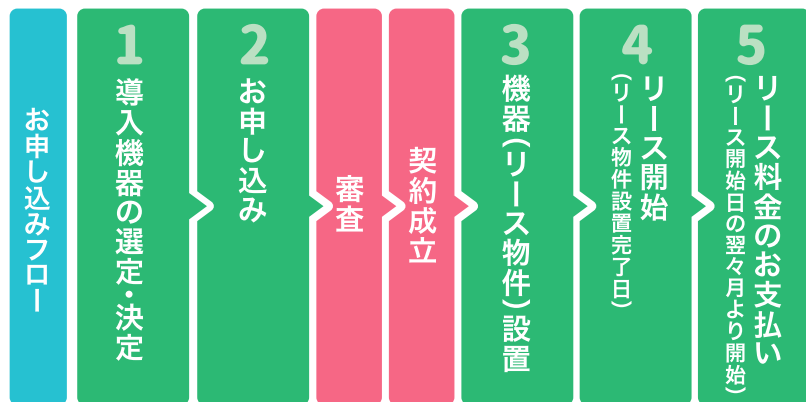 お申し込みフロー
1
導入機器の選定・決定
2
お申し込み
審査
契約成立
3
機器(リース物件)設置
4
リース開始
(リース物件設置完了日)
5
リース料金のお支払い
(リース開始日の翌々月より開始)